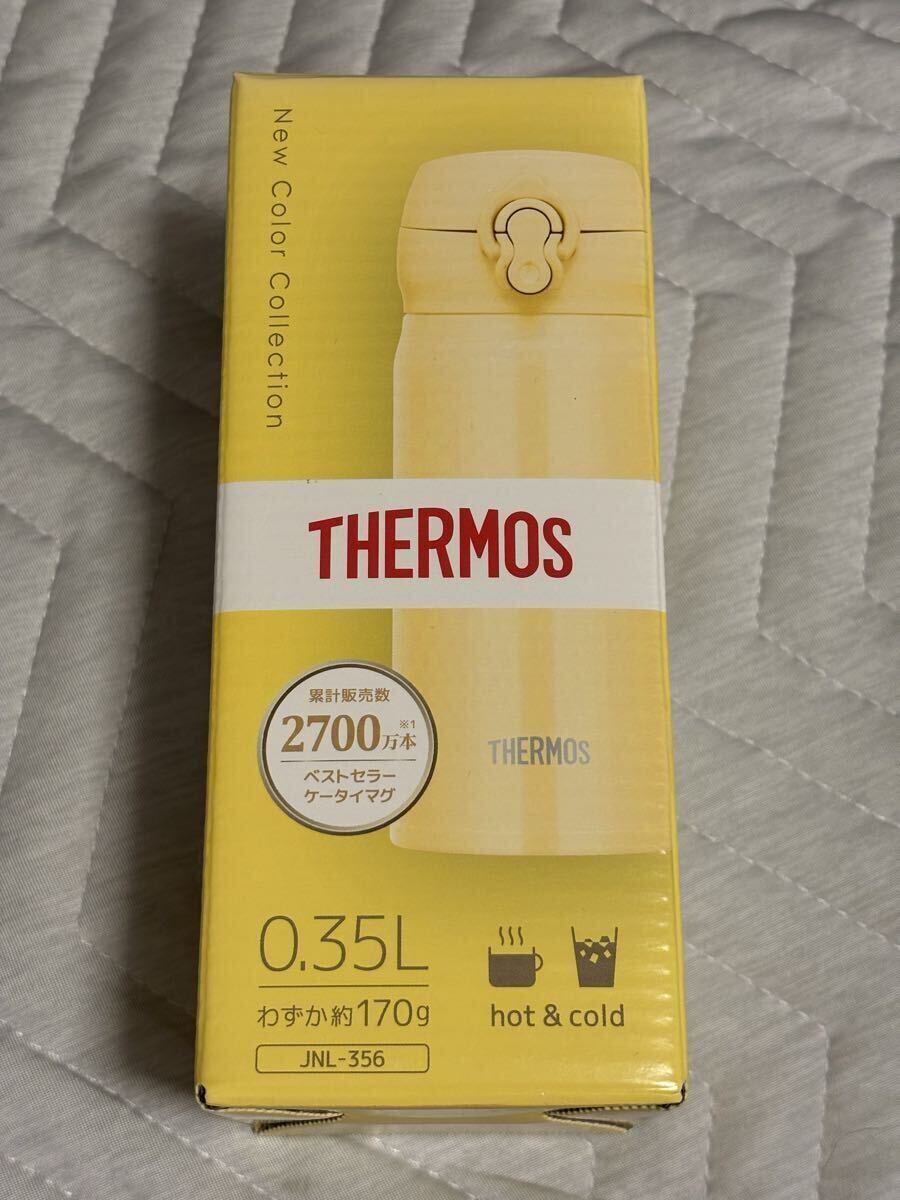 New Color Collection
THERMOS
累計販売数
2700万本※1
ベストセラー
ケータイマグ
THERMOS
0.35L
わずか約170g
hot & cold
JNL-356